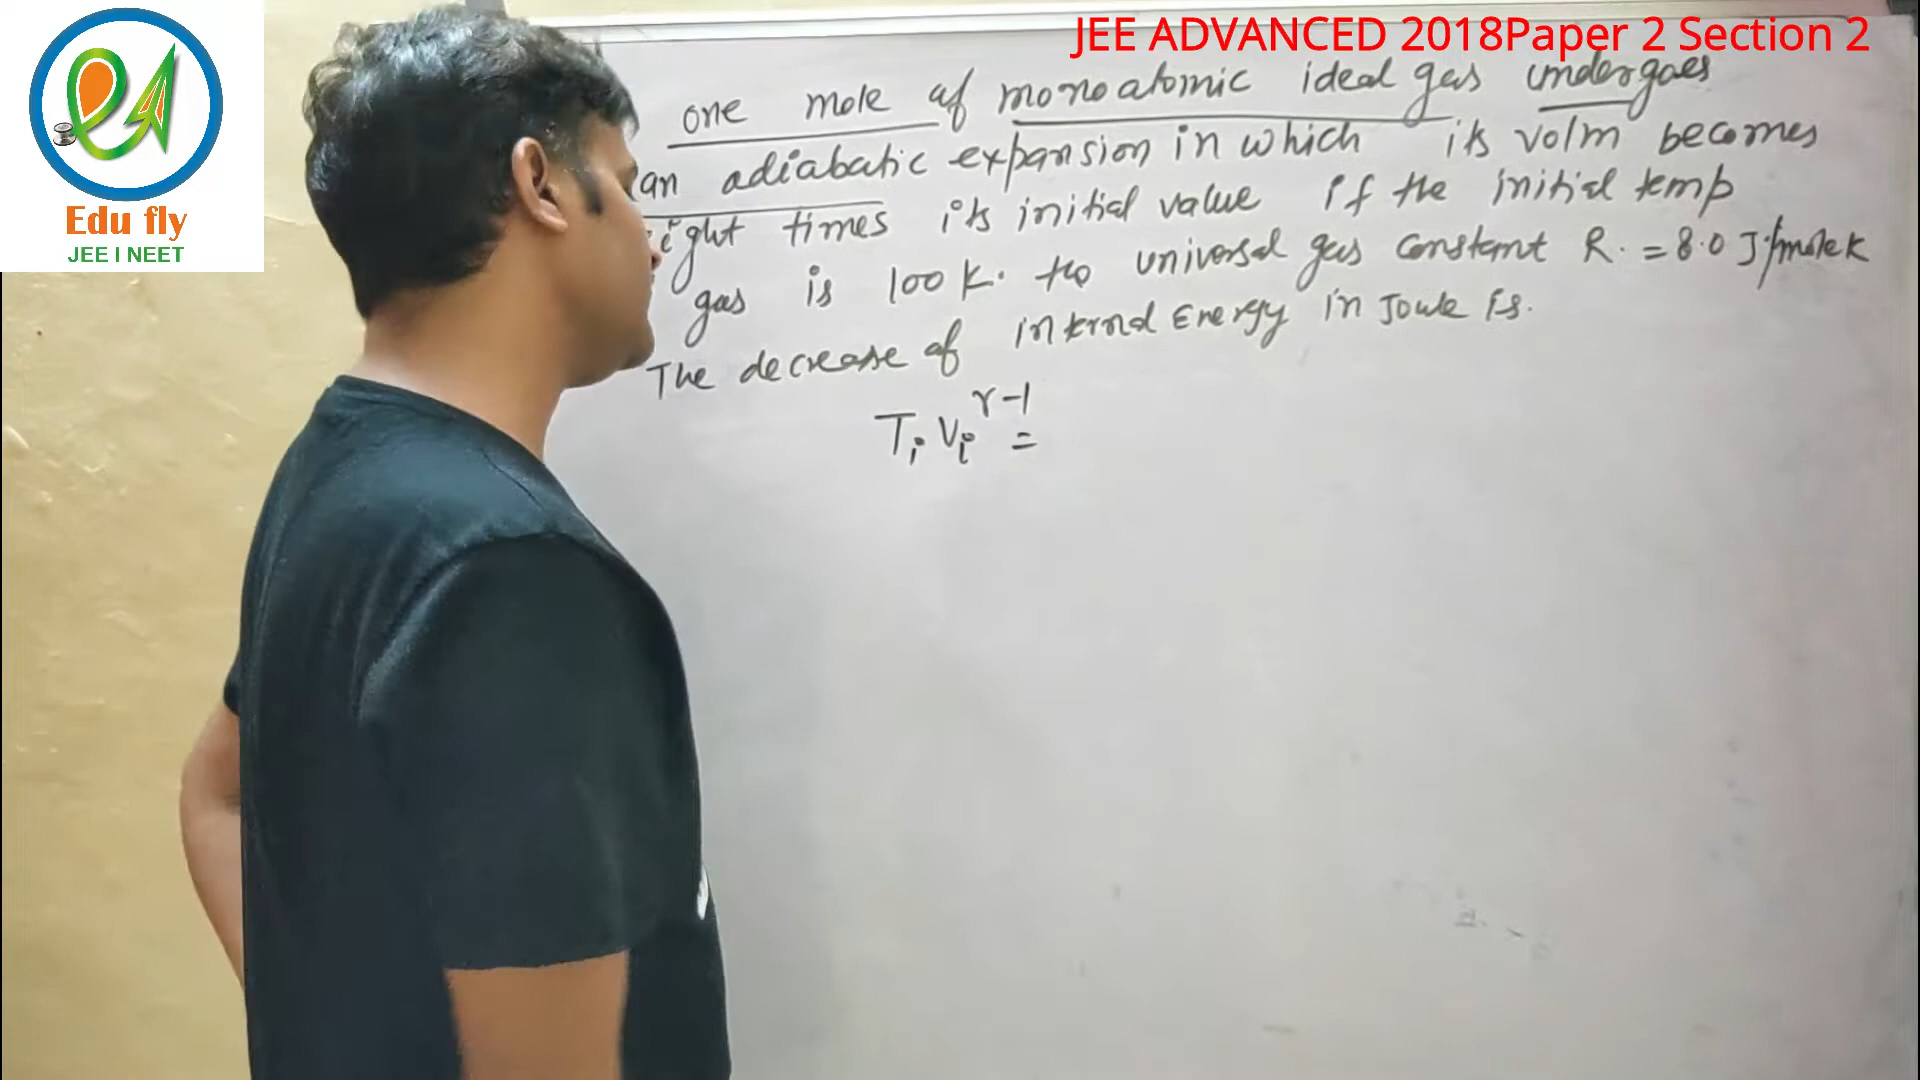 JEE ADVANCED 2018Paper 2 Section 2
Edu fly
JEE I NEET
one mole of monoatomic ideal gas undergoes
an adiabatic expansion in which its volm becomes
eight times its initial value if the initial temp
gas is 100 K. the universal gas constant R. = 8.0 J/mole k
The decrease of internal Energy in Joule is.
Ti Vi^γ-1 =